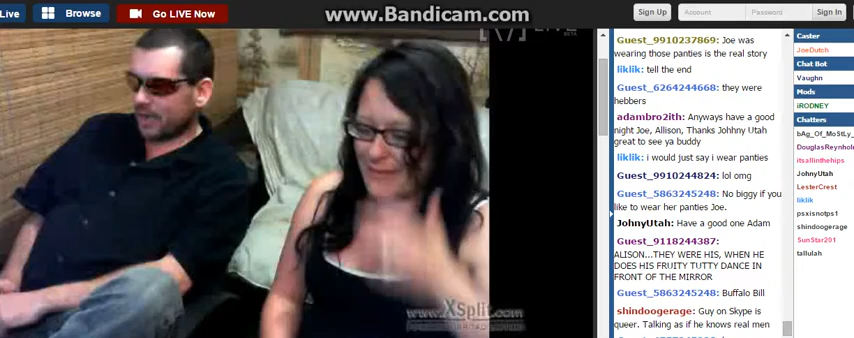 Live
Browse
Go LIVE Now
www.Bandicam.com
Sign Up
Account
Password
Sign In
BETA
Guest_9910237869: Joe was
wearing those panties is the real story
liklik: tell the end
Guest_6264244668: they were
hebbers
adambro2ith: Anyways have a good
night Joe, Allison, Thanks Johhny Utah
great to see ya buddy
liklik: i would just say i wear panties
Guest_9910244824: lol omg
Guest_5863245248: No biggy if you
like to wear her panties Joe.
JohnyUtah: Have a good one Adam
Guest_9118244387:
ALISON...THEY WERE HIS, WHEN HE
DOES HIS FRUITY TUTTY DANCE IN
FRONT OF THE MIRROR
Guest_5863245248: Buffalo Bill
shindoogerage: Guy on Skype is
queer. Talking as if he knows real men
Caster
JoeDutch
Chat Bot
Vaughn
Mods
iRODNEY
Chatters
bAg_Of_MoStLy_
DouglasReynholm
itsallinthehips
JohnyUtah
LesterCrest
liklik
psxisnotps1
shindoogerage
SunStar201
tallulah
www.XSplit.com